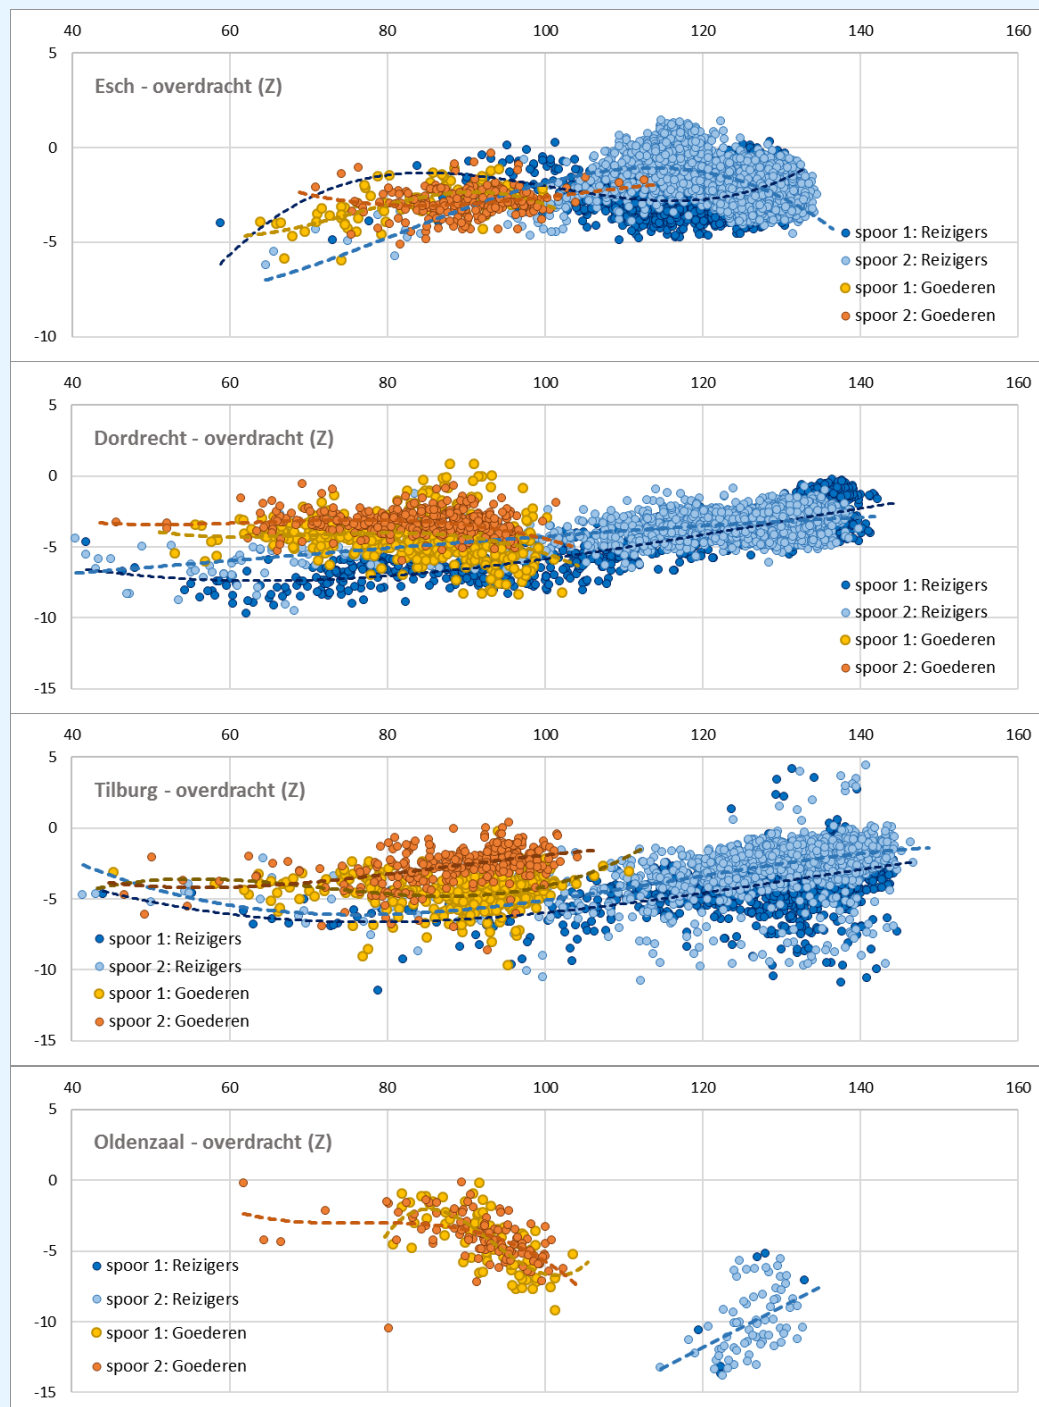 40 60 80 100 120 140 160
5
Esch - overdracht (Z)
0
-5
spoor 1: Reizigers
spoor 2: Reizigers
spoor 1: Goederen
spoor 2: Goederen
-10
40 60 80 100 120 140 160
5
Dordrecht - overdracht (Z)
0
-5
spoor 1: Reizigers
spoor 2: Reizigers
-10
spoor 1: Goederen
spoor 2: Goederen
-15
40 60 80 100 120 140 160
5
Tilburg - overdracht (Z)
0
-5
spoor 1: Reizigers
spoor 2: Reizigers
-10
spoor 1: Goederen
spoor 2: Goederen
-15
40 60 80 100 120 140 160
5
Oldenzaal - overdracht (Z)
0
-5
spoor 1: Reizigers
spoor 2: Reizigers
-10
spoor 1: Goederen
spoor 2: Goederen
-15